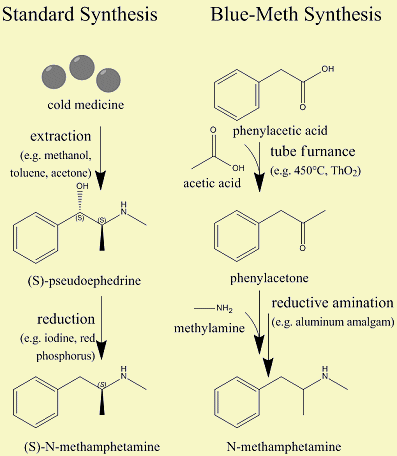 Standard Synthesis
cold medicine
extraction
(e.g. methanol,
toluene, acetone)
OH
H
N
(S)
(S)
(S)-pseudoephedrine
reduction
(e.g. iodine, red
phosphorus)
H
N
(S)
(S)-N-methamphetamine
Blue-Meth Synthesis
OH
O
phenylacetic acid
O
OH
acetic acid
tube furnance
(e.g. 450°C, ThO2)
O
phenylacetone
NH2
methylamine
reductive amination
(e.g. aluminum amalgam)
H
N
N-methamphetamine